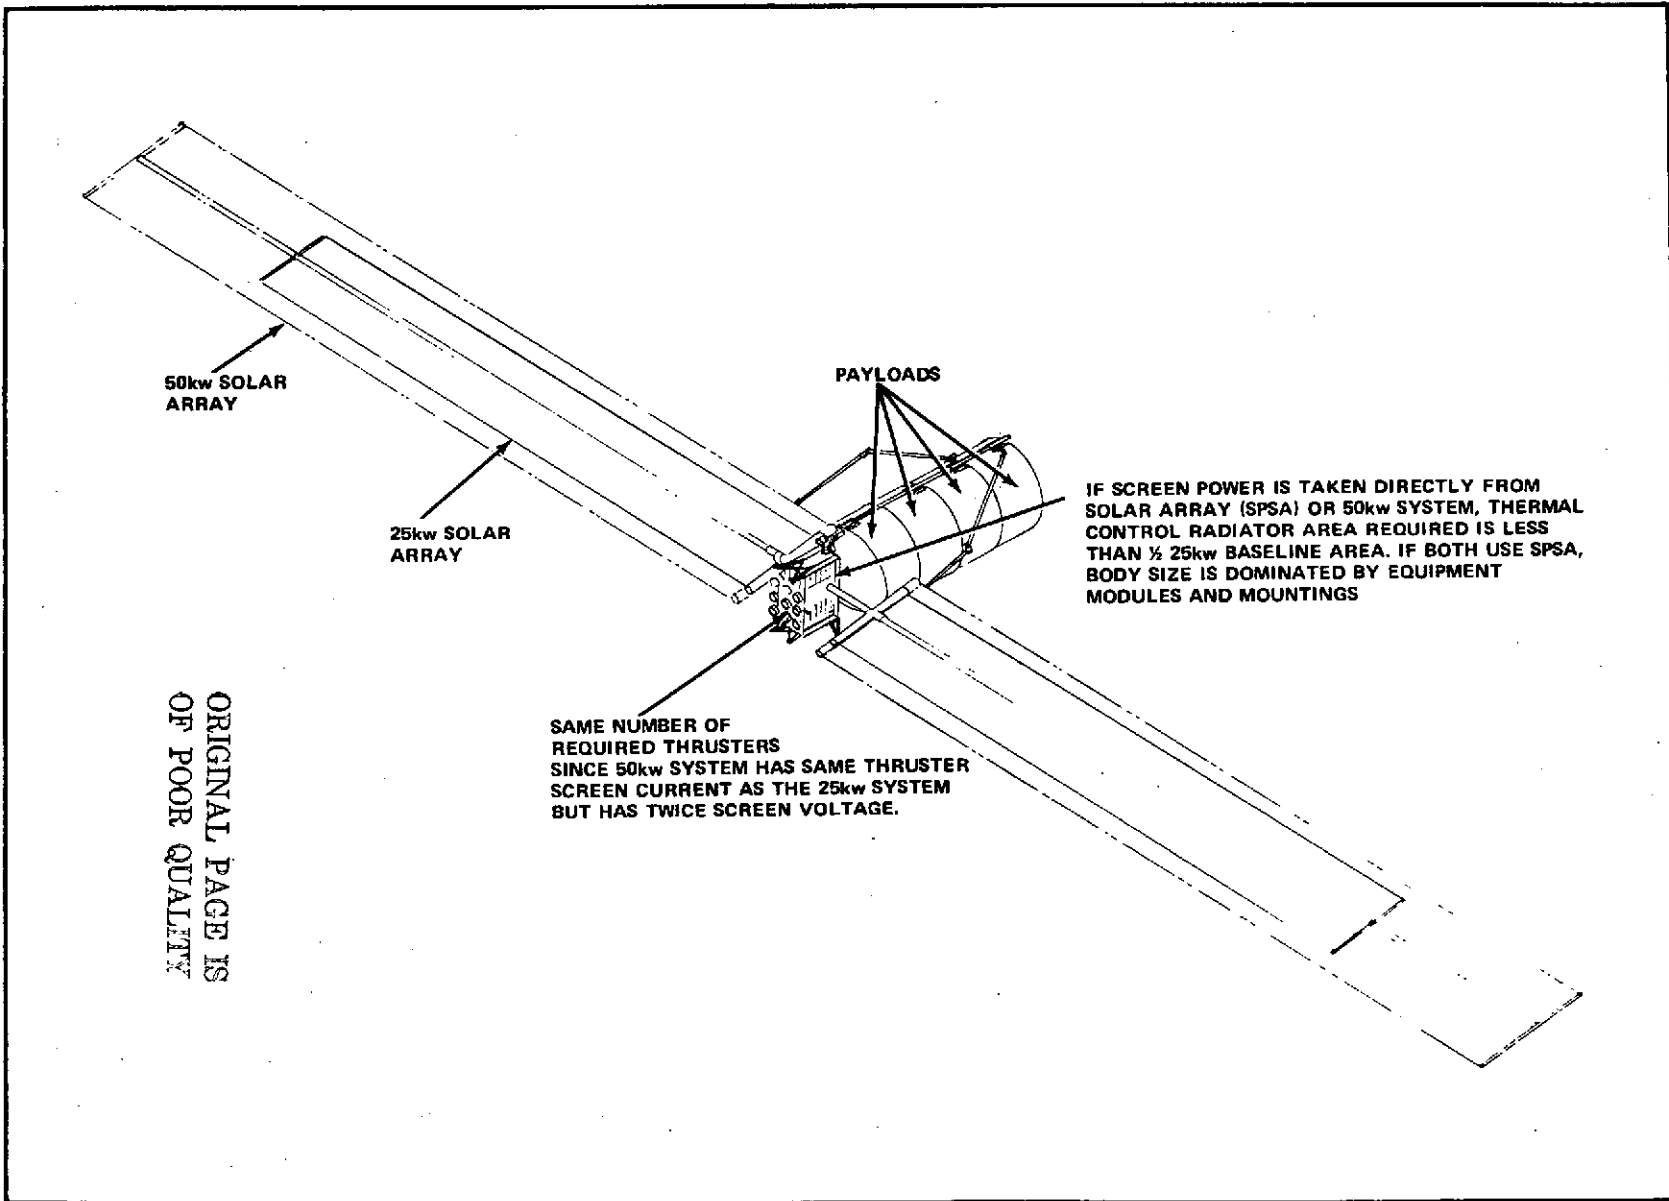 50kw SOLAR
ARRAY
25kw SOLAR
ARRAY
PAYLOADS
IF SCREEN POWER IS TAKEN DIRECTLY FROM
SOLAR ARRAY (SPSA) OR 50kw SYSTEM, THERMAL
CONTROL RADIATOR AREA REQUIRED IS LESS
THAN ½ 25kw BASELINE AREA. IF BOTH USE SPSA,
BODY SIZE IS DOMINATED BY EQUIPMENT
MODULES AND MOUNTINGS
SAME NUMBER OF
REQUIRED THRUSTERS
SINCE 50kw SYSTEM HAS SAME THRUSTER
SCREEN CURRENT AS THE 25kw SYSTEM
BUT HAS TWICE SCREEN VOLTAGE.
ORIGINAL PAGE IS
OF POOR QUALITY